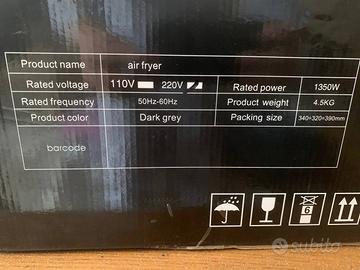 Product name air fryer
Rated voltage 110V 220V Rated power 1350W
Rated frequency 50Hz-60Hz Product weight 4.5KG
Product color Dark grey Packing size 340×320×390mm
barcode
6
subito